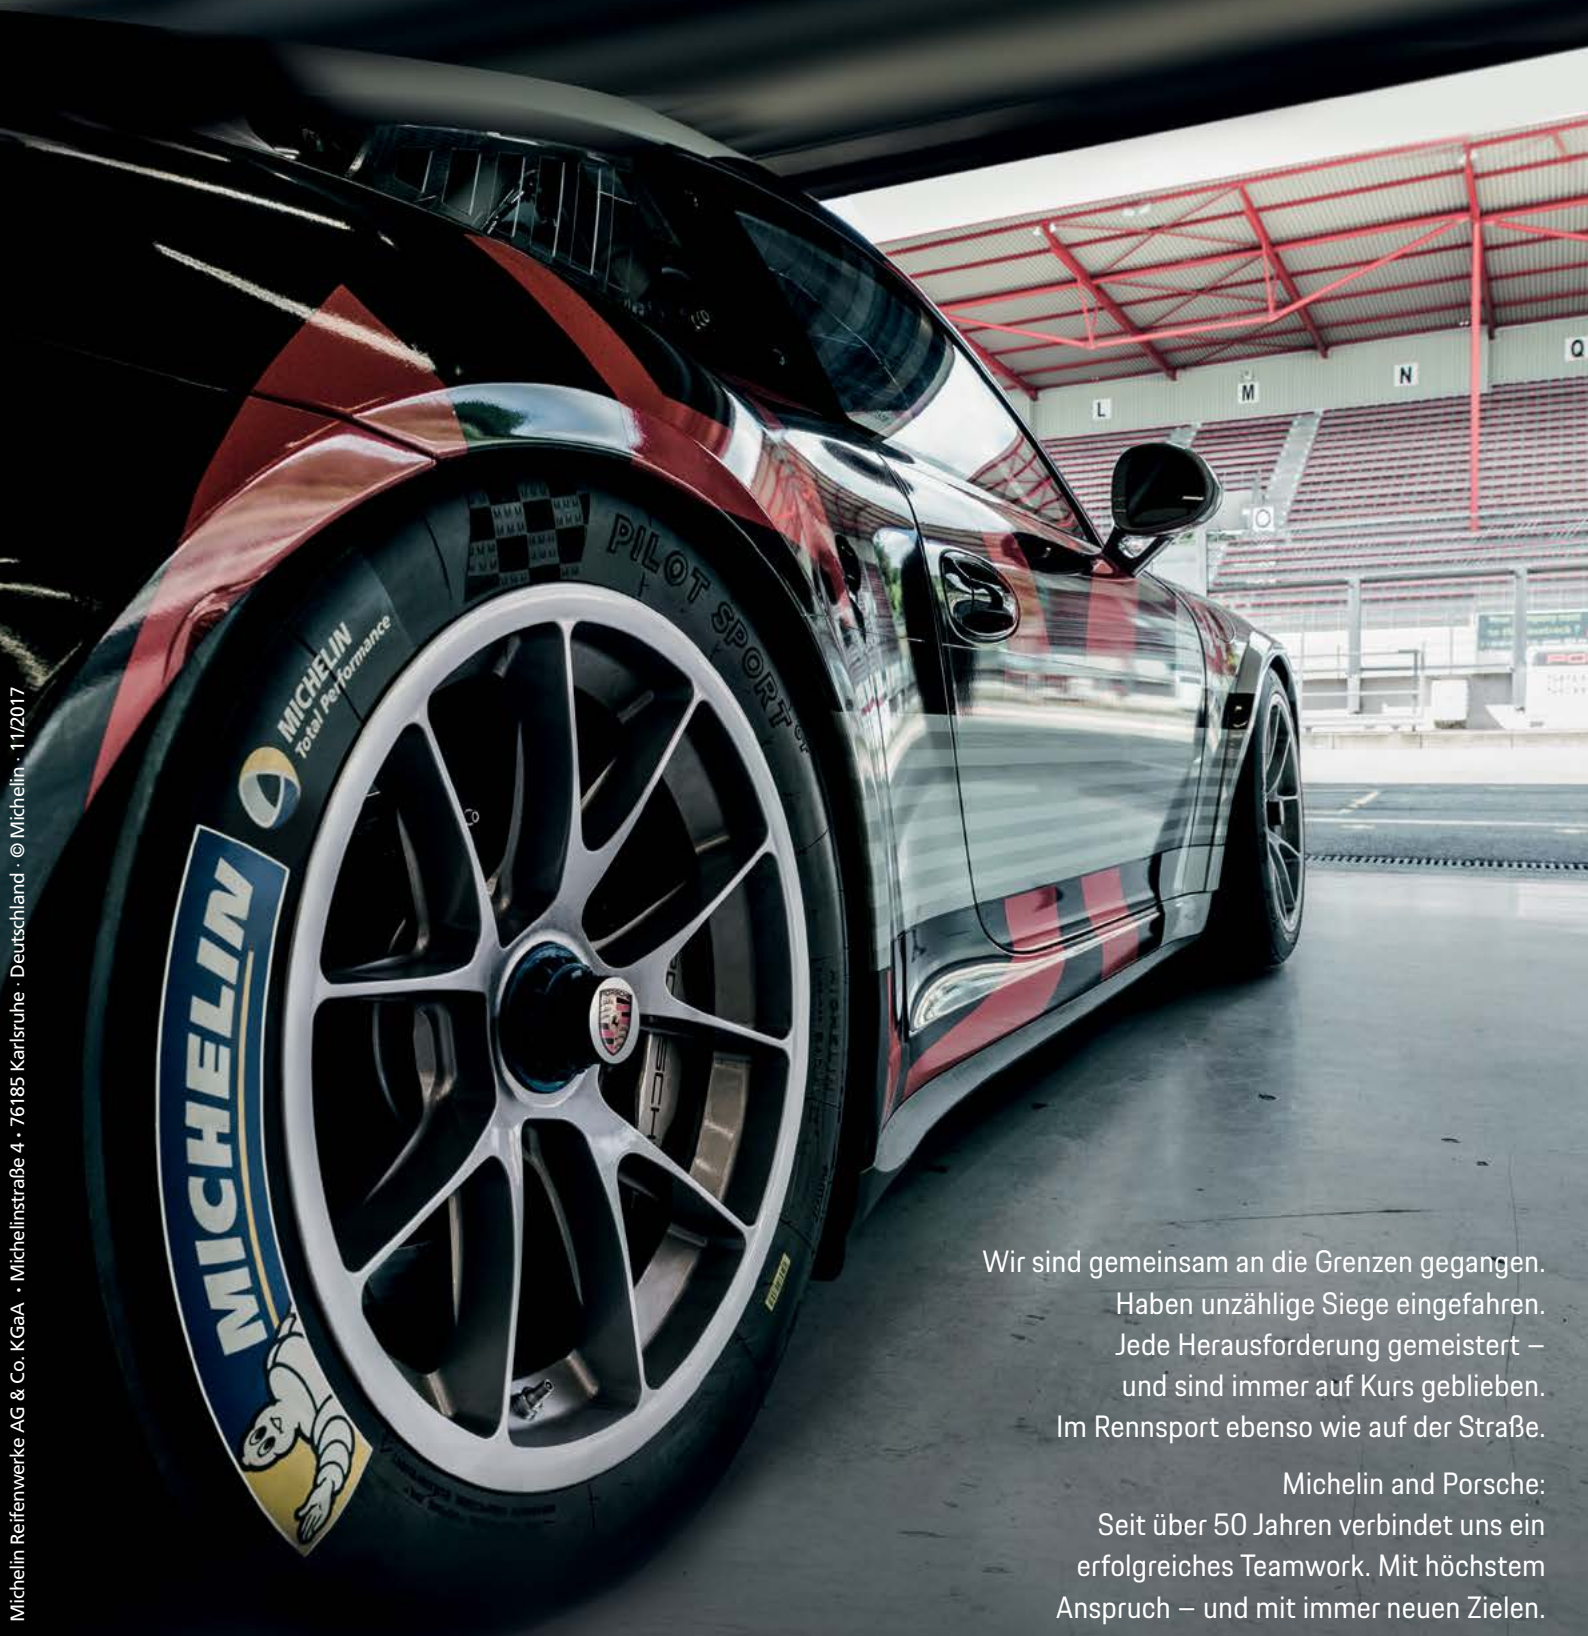 L
M
N
Q
O
PILOT SPORT
MICHELIN
Total Performance
MICHELIN
Wir sind gemeinsam an die Grenzen gegangen.
Haben unzählige Siege eingefahren.
Jede Herausforderung gemeistert –
und sind immer auf Kurs geblieben.
Im Rennsport ebenso wie auf der Straße.
Michelin and Porsche:
Seit über 50 Jahren verbindet uns ein
erfolgreiches Teamwork. Mit höchstem
Anspruch – und mit immer neuen Zielen.
Michelin Reifenwerke AG & Co. KGaA · Michelinstraße 4 · 76185 Karlsruhe · Deutschland · © Michelin · 11/2017